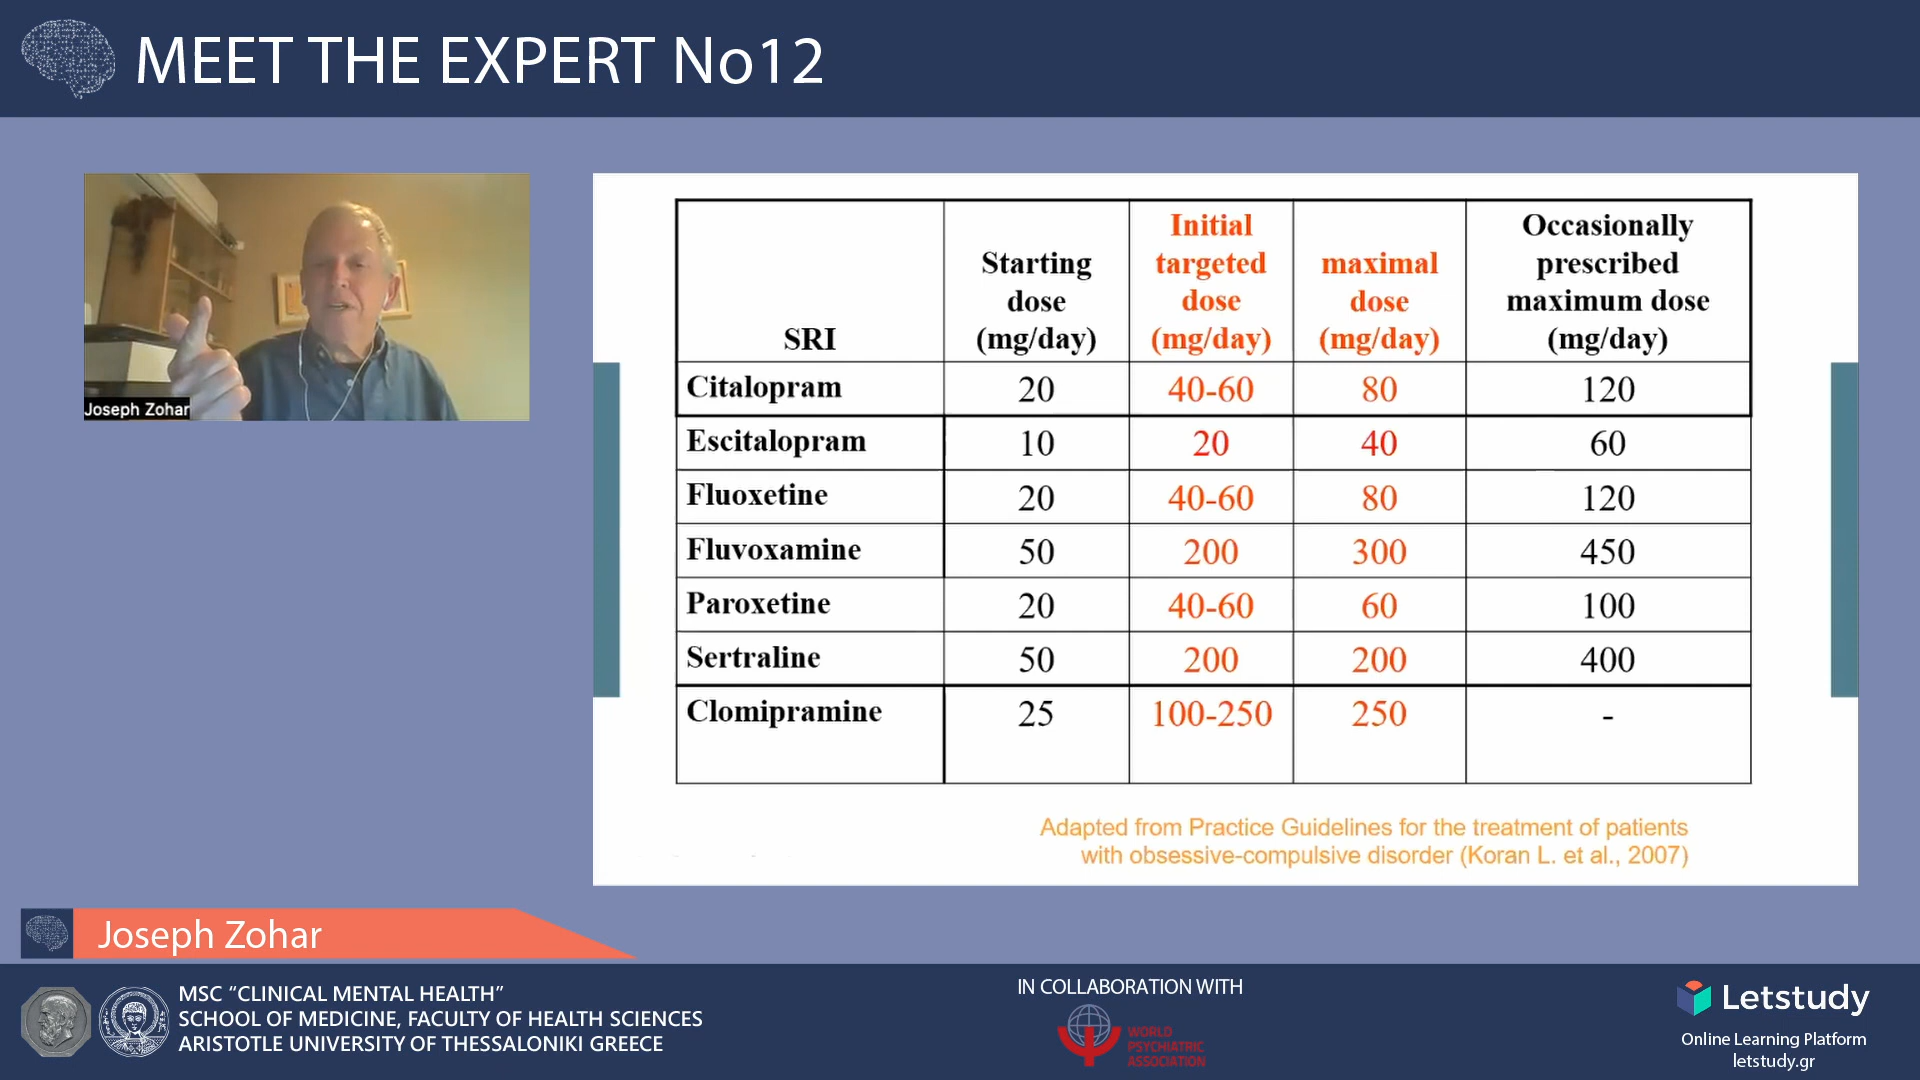 MEET THE EXPERT No12
Joseph Zohar
SRI
Starting
dose
(mg/day)
Initial
targeted
dose
(mg/day)
maximal
dose
(mg/day)
Occasionally
prescribed
maximum dose
(mg/day)
Citalopram 20 40-60 80 120
Escitalopram 10 20 40 60
Fluoxetine 20 40-60 80 120
Fluvoxamine 50 200 300 450
Paroxetine 20 40-60 60 100
Sertraline 50 200 200 400
Clomipramine 25 100-250 250 -
Adapted from Practice Guidelines for the treatment of patients
with obsessive-compulsive disorder (Koran L. et al., 2007)
Joseph Zohar
MSC “CLINICAL MENTAL HEALTH”
SCHOOL OF MEDICINE, FACULTY OF HEALTH SCIENCES
ARISTOTLE UNIVERSITY OF THESSALONIKI GREECE
IN COLLABORATION WITH
WORLD
PSYCHIATRIC
ASSOCIATION
Letstudy
Online Learning Platform
letstudy.gr